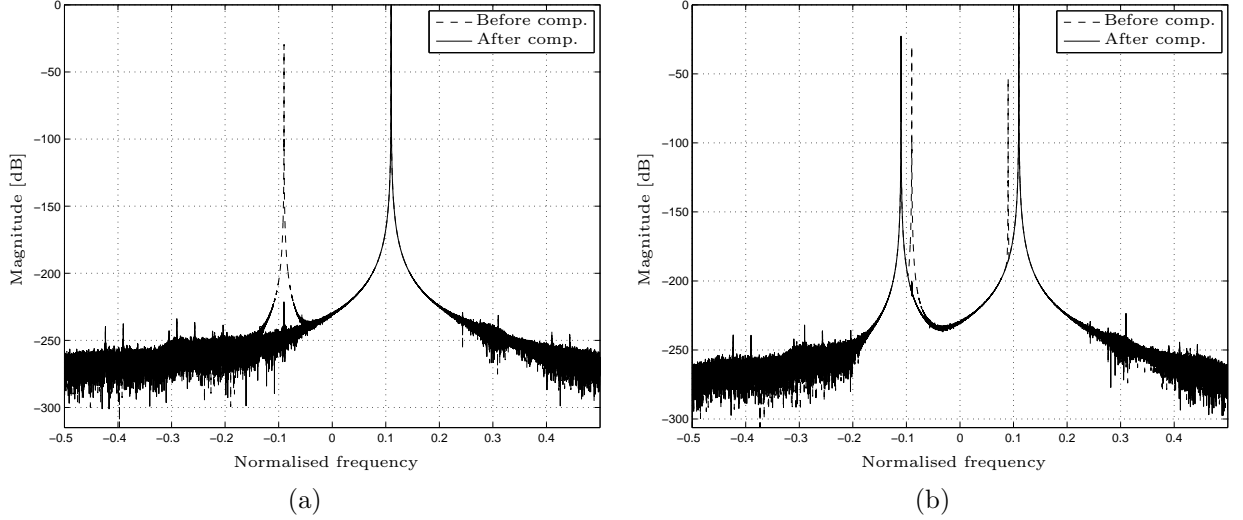 0
−50
−100
−150
−200
−250
−300
Magnitude [dB]
−0.5 −0.4 −0.3 −0.2 −0.1 0 0.1 0.2 0.3 0.4
Normalised frequency
Before comp.
After comp.
(a)
0
−50
−100
−150
−200
−250
−300
Magnitude [dB]
−0.5 −0.4 −0.3 −0.2 −0.1 0 0.1 0.2 0.3 0.4
Normalised frequency
Before comp.
After comp.
(b)